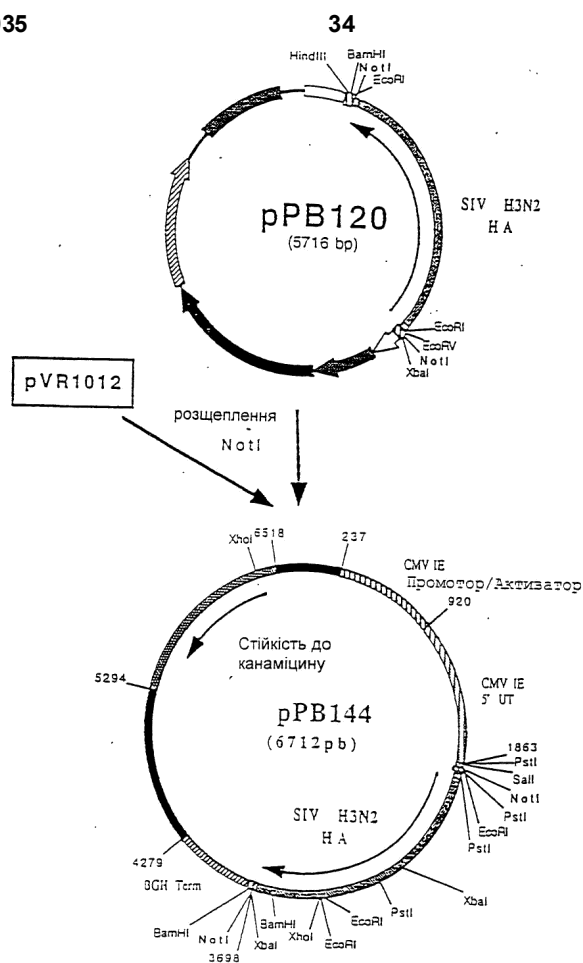 035
34
HindIII
BamHI
NotI
EcoRI
pPB120
(5716 bp)
SIV H3N2
HA
EcoRI
EcoRV
NotI
XbaI
pVR1012
розщеплення
NotI
XhoI
6518
237
CMV IE
Промотор/Активатор
920
Стійкість до
канаміцину
5294
CMV IE
5' UT
pPB144
(6712pb)
1863
PstI
SalI
NotI
PstI
EcoRI
PstI
SIV H3N2
HA
4279
BGH Term
XbaI
PstI
EcoRI
BamHI
NotI
XbaI
BamHI
XhoI
EcoRI
3698